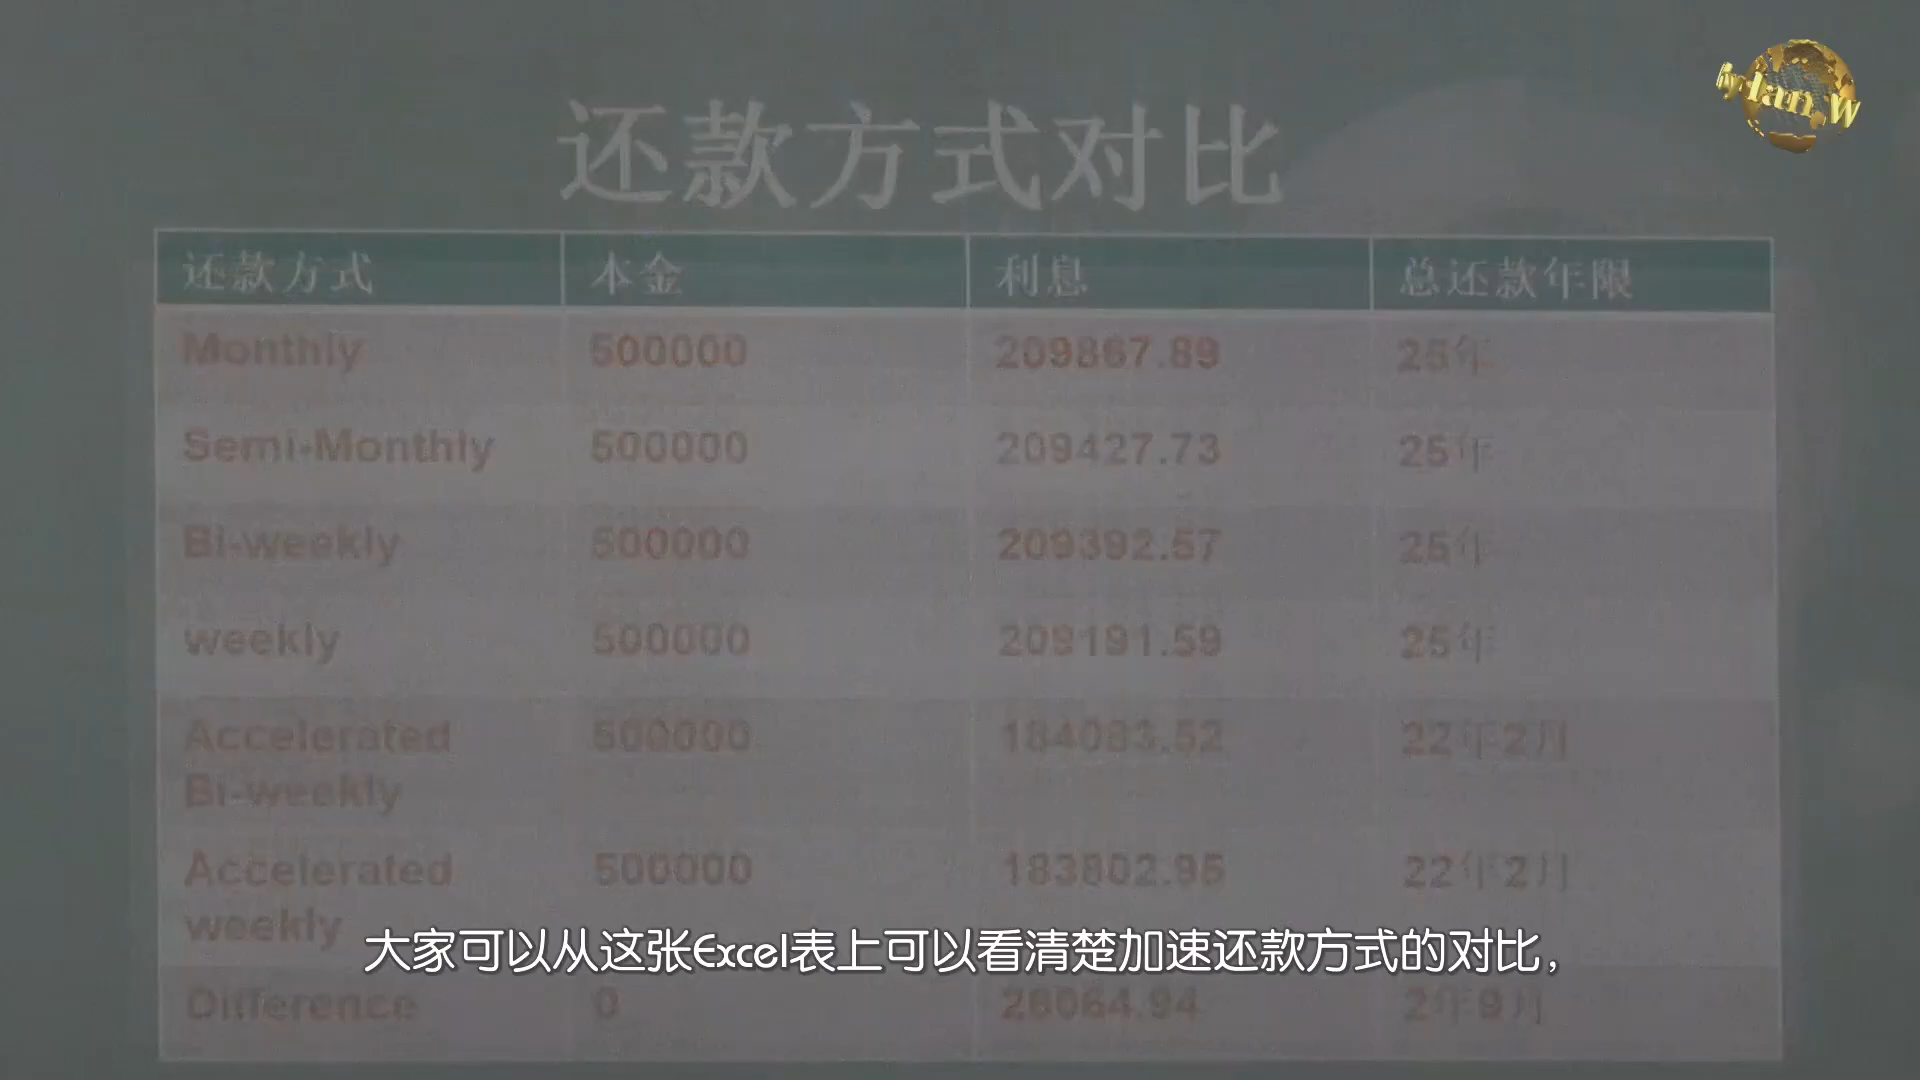 by Ian.W
还款方式对比
还款方式 本金 利息 总还款年限
Monthly 500000 209867.89 25年
Semi-Monthly 500000 209427.73 25年
Bi-weekly 500000 209392.57 25年
weekly 500000 209191.59 25年
Accelerated Bi-weekly 500000 184083.52 22年2月
Accelerated weekly 500000 183802.95 22年2月
大家可以从这张Excel表上可以看清楚加速还款方式的对比，
Difference 0 26064.94